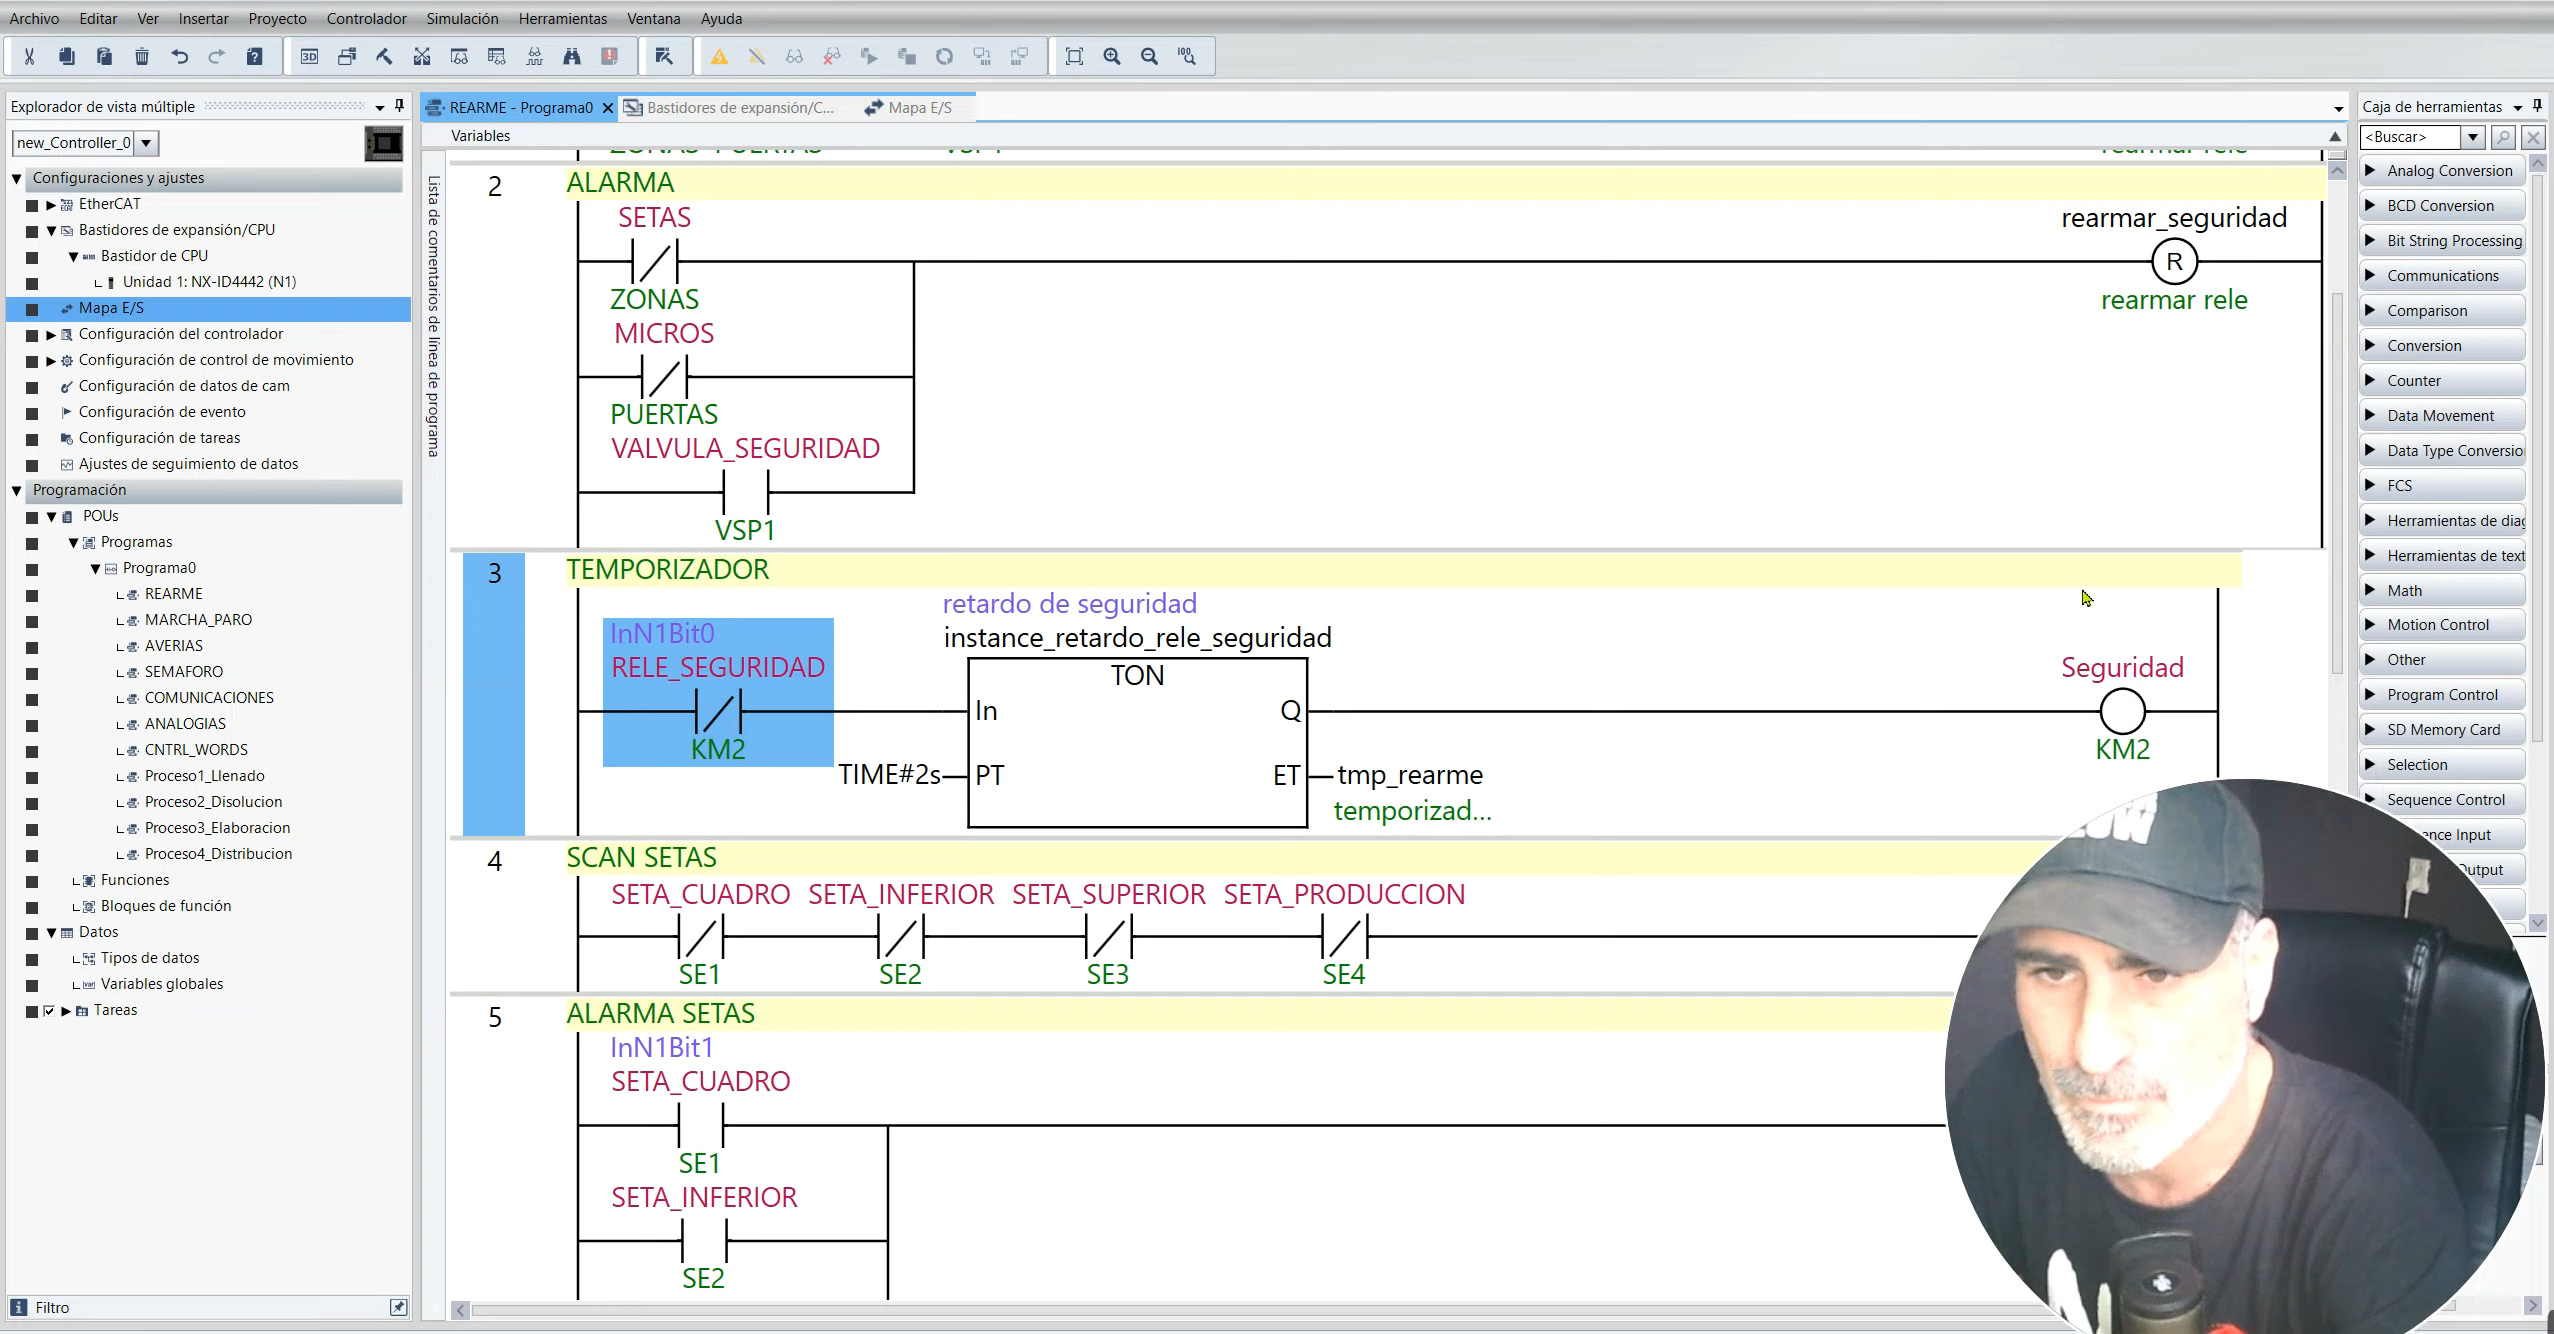 Archivo Editar Ver Insertar Proyecto Controlador Simulación Herramientas Ventana Ayuda
3D
100
Explorador de vista múltiple
new_Controller_0
Configuraciones y ajustes
EtherCAT
Bastidores de expansión/CPU
Bastidor de CPU
Unidad 1: NX-ID4442 (N1)
Mapa E/S
Configuración del controlador
Configuración de control de movimiento
Configuración de datos de cam
Configuración de evento
Configuración de tareas
Ajustes de seguimiento de datos
Programación
POUs
Programas
Programa0
REARME
MARCHA_PARO
AVERIAS
SEMAFORO
COMUNICACIONES
ANALOGIAS
CNTRL_WORDS
Proceso1_Llenado
Proceso2_Disolucion
Proceso3_Elaboracion
Proceso4_Distribucion
Funciones
Bloques de función
Datos
Tipos de datos
Variables globales
Tareas
Filtro
REARME - Programa0 Bastidores de expansión/C... Mapa E/S
Variables
Lista de comentarios de línea de programa
2 ALARMA
SETAS rearmar_seguridad
R
ZONAS rearmar rele
MICROS
PUERTAS
VALVULA_SEGURIDAD
VSP1
3 TEMPORIZADOR
retardo de seguridad
InN1Bit0 instance_retardo_rele_seguridad
RELE_SEGURIDAD TON Seguridad
In Q
KM2 KM2
TIME#2s PT ET tmp_rearme
temporizad...
4 SCAN SETAS
SETA_CUADRO SETA_INFERIOR SETA_SUPERIOR SETA_PRODUCCION
SE1 SE2 SE3 SE4
5 ALARMA SETAS
InN1Bit1
SETA_CUADRO
SE1
SETA_INFERIOR
SE2
Caja de herramientas
<Buscar>
Analog Conversion
BCD Conversion
Bit String Processing
Communications
Comparison
Conversion
Counter
Data Movement
Data Type Conversio
FCS
Herramientas de dia
Herramientas de text
Math
Motion Control
Other
Program Control
SD Memory Card
Selection
Sequence Control
ence Input
Output